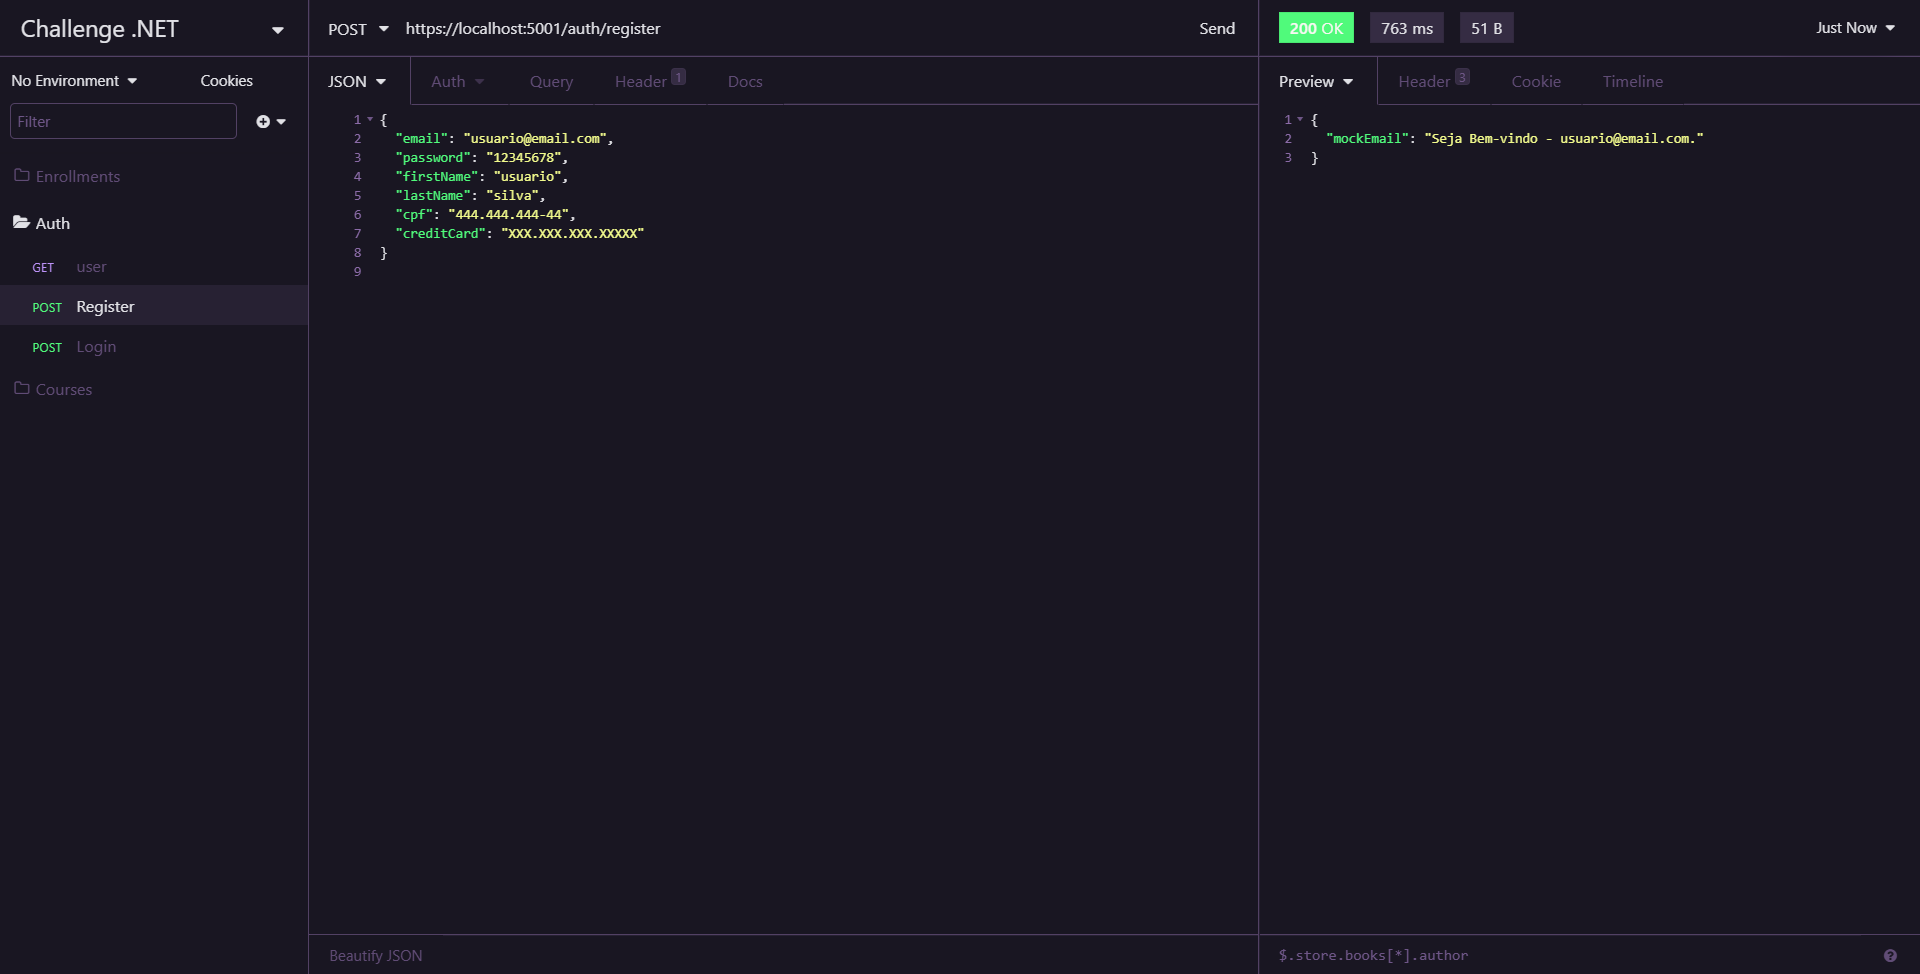 Challenge .NET
No Environment Cookies
Filter
Enrollments
Auth
GET user
POST Register
POST Login
Courses
POST https://localhost:5001/auth/register Send
JSON Auth Query Header 1 Docs
1 {
2 "email": "usuario@email.com",
3 "password": "12345678",
4 "firstName": "usuario",
5 "lastName": "silva",
6 "cpf": "444.444.444-44",
7 "creditCard": "XXX.XXX.XXX.XXXXX"
8 }
9
Beautify JSON
200 OK 763 ms 51 B Just Now
Preview Header 3 Cookie Timeline
1 {
2 "mockEmail": "Seja Bem-vindo - usuario@email.com."
3 }
$.store.books[*].author